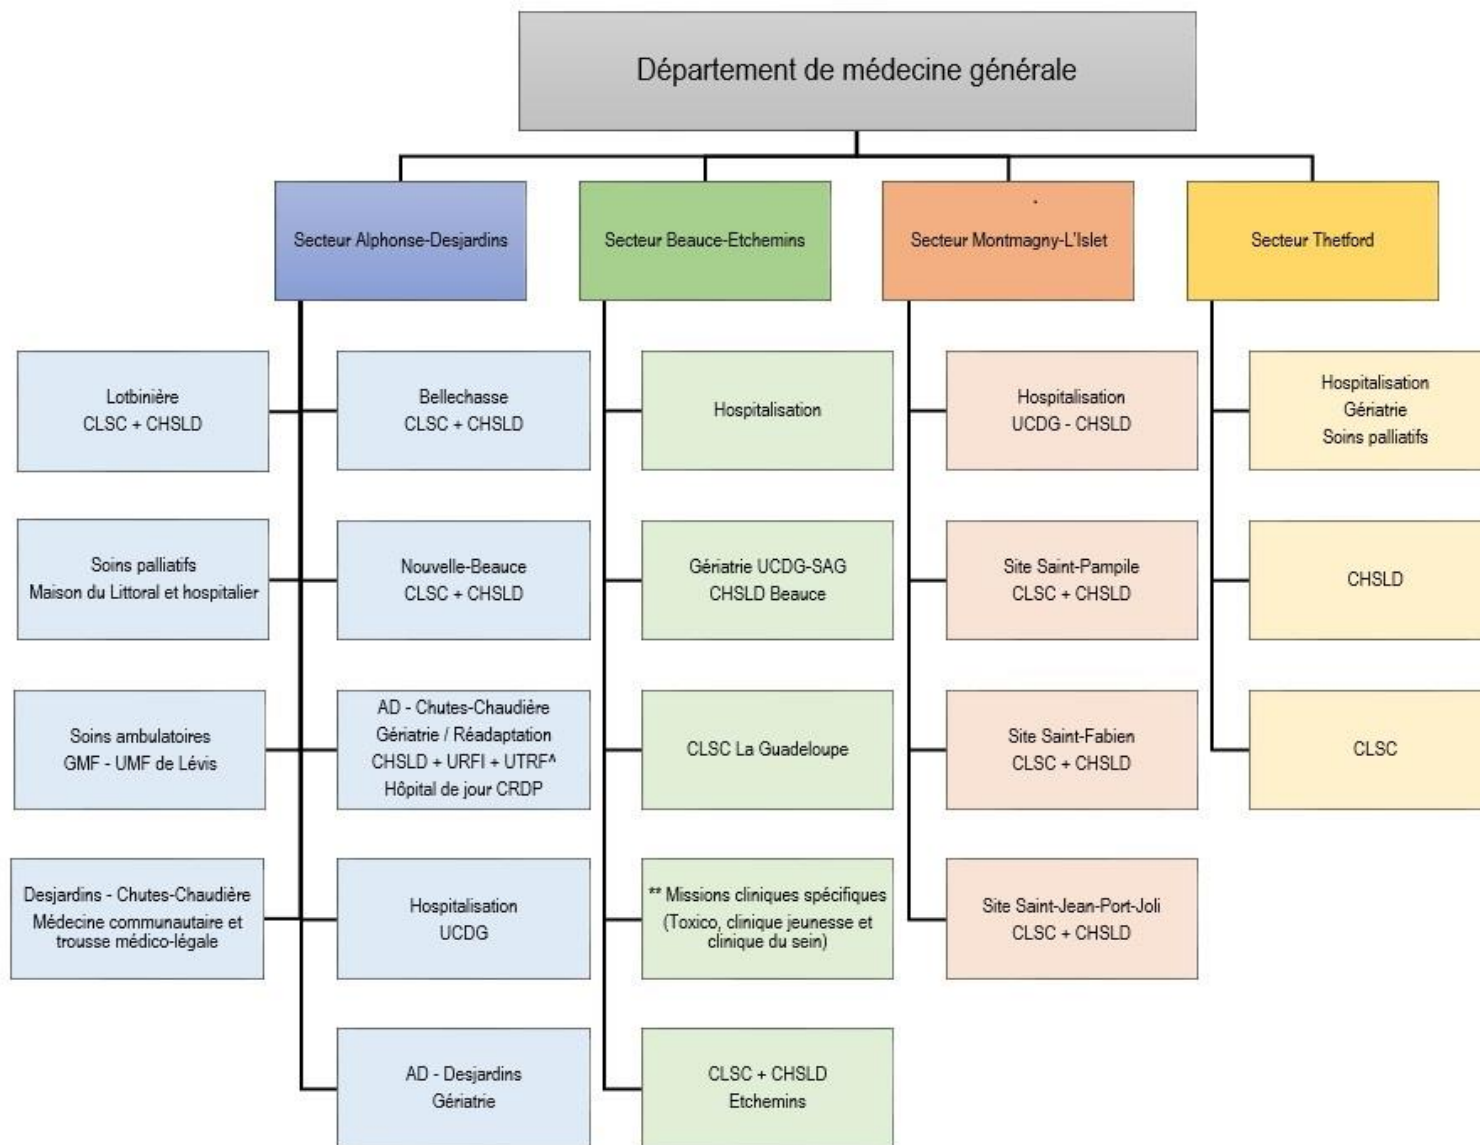 Département de médecine générale
Secteur Alphonse-Desjardins
Secteur Beauce-Etchemins
Secteur Montmagny-L'Islet
Secteur Thetford
Lotbinière
CLSC + CHSLD
Bellechasse
CLSC + CHSLD
Hospitalisation
Hospitalisation
UCDG - CHSLD
Hospitalisation
Gériatrie
Soins palliatifs
Soins palliatifs
Maison du Littoral et hospitalier
Nouvelle-Beauce
CLSC + CHSLD
Gériatrie UCDG-SAG
CHSLD Beauce
Site Saint-Pampile
CLSC + CHSLD
CHSLD
Soins ambulatoires
GMF - UMF de Lévis
AD - Chutes-Chaudière
Gériatrie / Réadaptation
CHSLD + URFI + UTRF^
Hôpital de jour CRDP
CLSC La Guadeloupe
Site Saint-Fabien
CLSC + CHSLD
CLSC
Desjardins - Chutes-Chaudière
Médecine communautaire et
trousse médico-légale
Hospitalisation
UCDG
** Missions cliniques spécifiques
(Toxico, clinique jeunesse et
clinique du sein)
Site Saint-Jean-Port-Joli
CLSC + CHSLD
AD - Desjardins
Gériatrie
CLSC + CHSLD
Etchemins